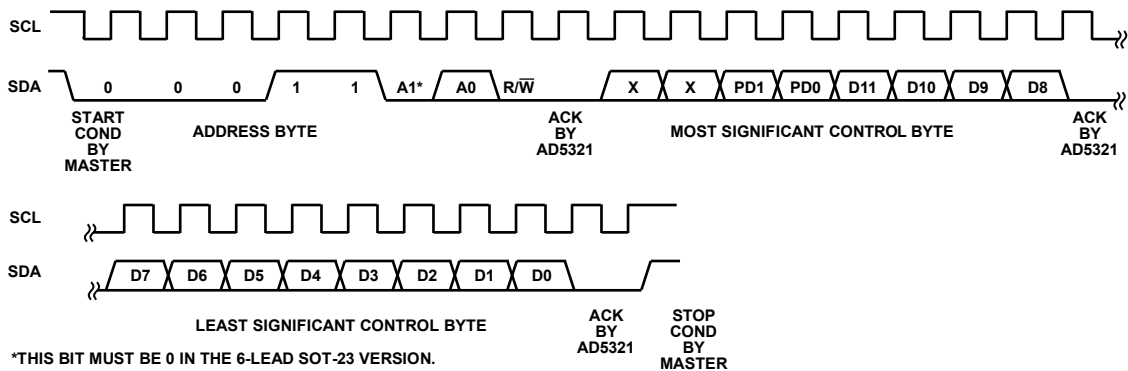 SCL
SDA 0 0 0 1 1 A1* A0 R/W̅ X X PD1 PD0 D11 D10 D9 D8
START COND BY MASTER
ADDRESS BYTE
ACK BY AD5321
MOST SIGNIFICANT CONTROL BYTE
ACK BY AD5321
SCL
SDA D7 D6 D5 D4 D3 D2 D1 D0
LEAST SIGNIFICANT CONTROL BYTE
ACK BY AD5321
STOP COND BY MASTER
*THIS BIT MUST BE 0 IN THE 6-LEAD SOT-23 VERSION.